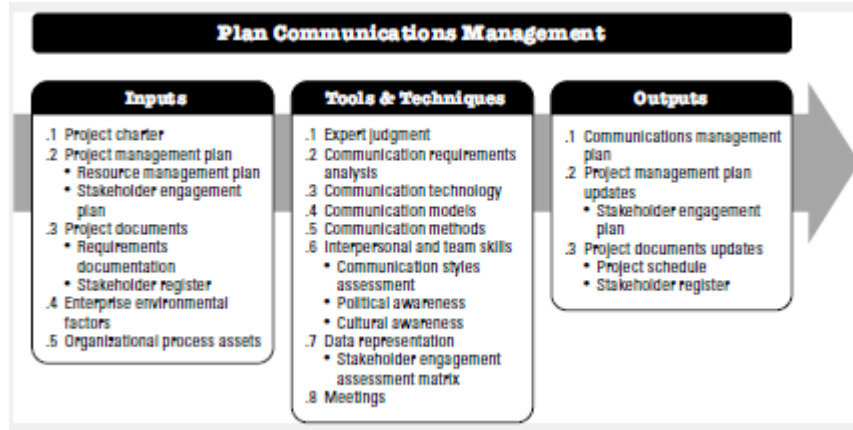 Plan Communications Management
Inputs
.1 Project charter
.2 Project management plan
• Resource management plan
• Stakeholder engagement
plan
.3 Project documents
• Requirements
documentation
• Stakeholder register
.4 Enterprise environmental
factors
.5 Organizational process assets
Tools & Techniques
.1 Expert judgment
.2 Communication requirements
analysis
.3 Communication technology
.4 Communication models
.5 Communication methods
.6 Interpersonal and team skills
• Communication styles
assessment
• Political awareness
• Cultural awareness
.7 Data representation
• Stakeholder engagement
assessment matrix
.8 Meetings
Outputs
.1 Communications management
plan
.2 Project management plan
updates
• Stakeholder engagement
plan
.3 Project documents updates
• Project schedule
• Stakeholder register